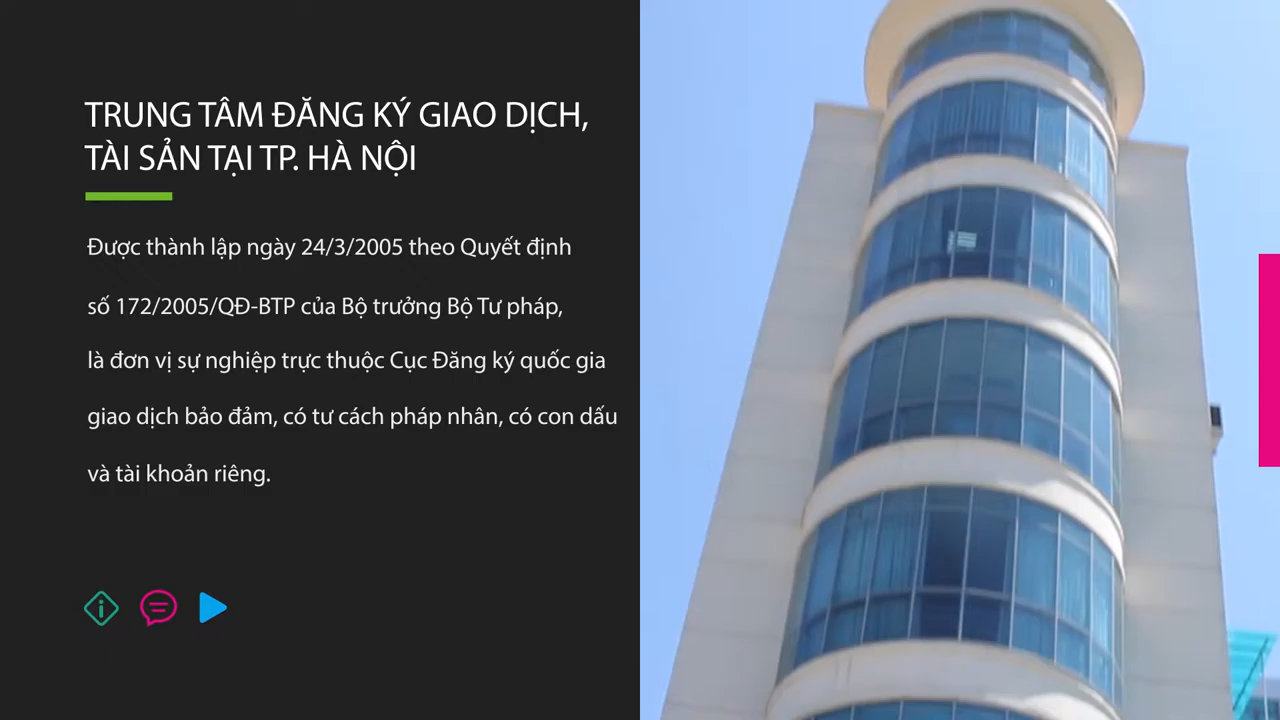 TRUNG TÂM ĐĂNG KÝ GIAO DỊCH,
TÀI SẢN TẠI TP. HÀ NỘI
Được thành lập ngày 24/3/2005 theo Quyết định
số 172/2005/QĐ-BTP của Bộ trưởng Bộ Tư pháp,
là đơn vị sự nghiệp trực thuộc Cục Đăng ký quốc gia
giao dịch bảo đảm, có tư cách pháp nhân, có con dấu
và tài khoản riêng.